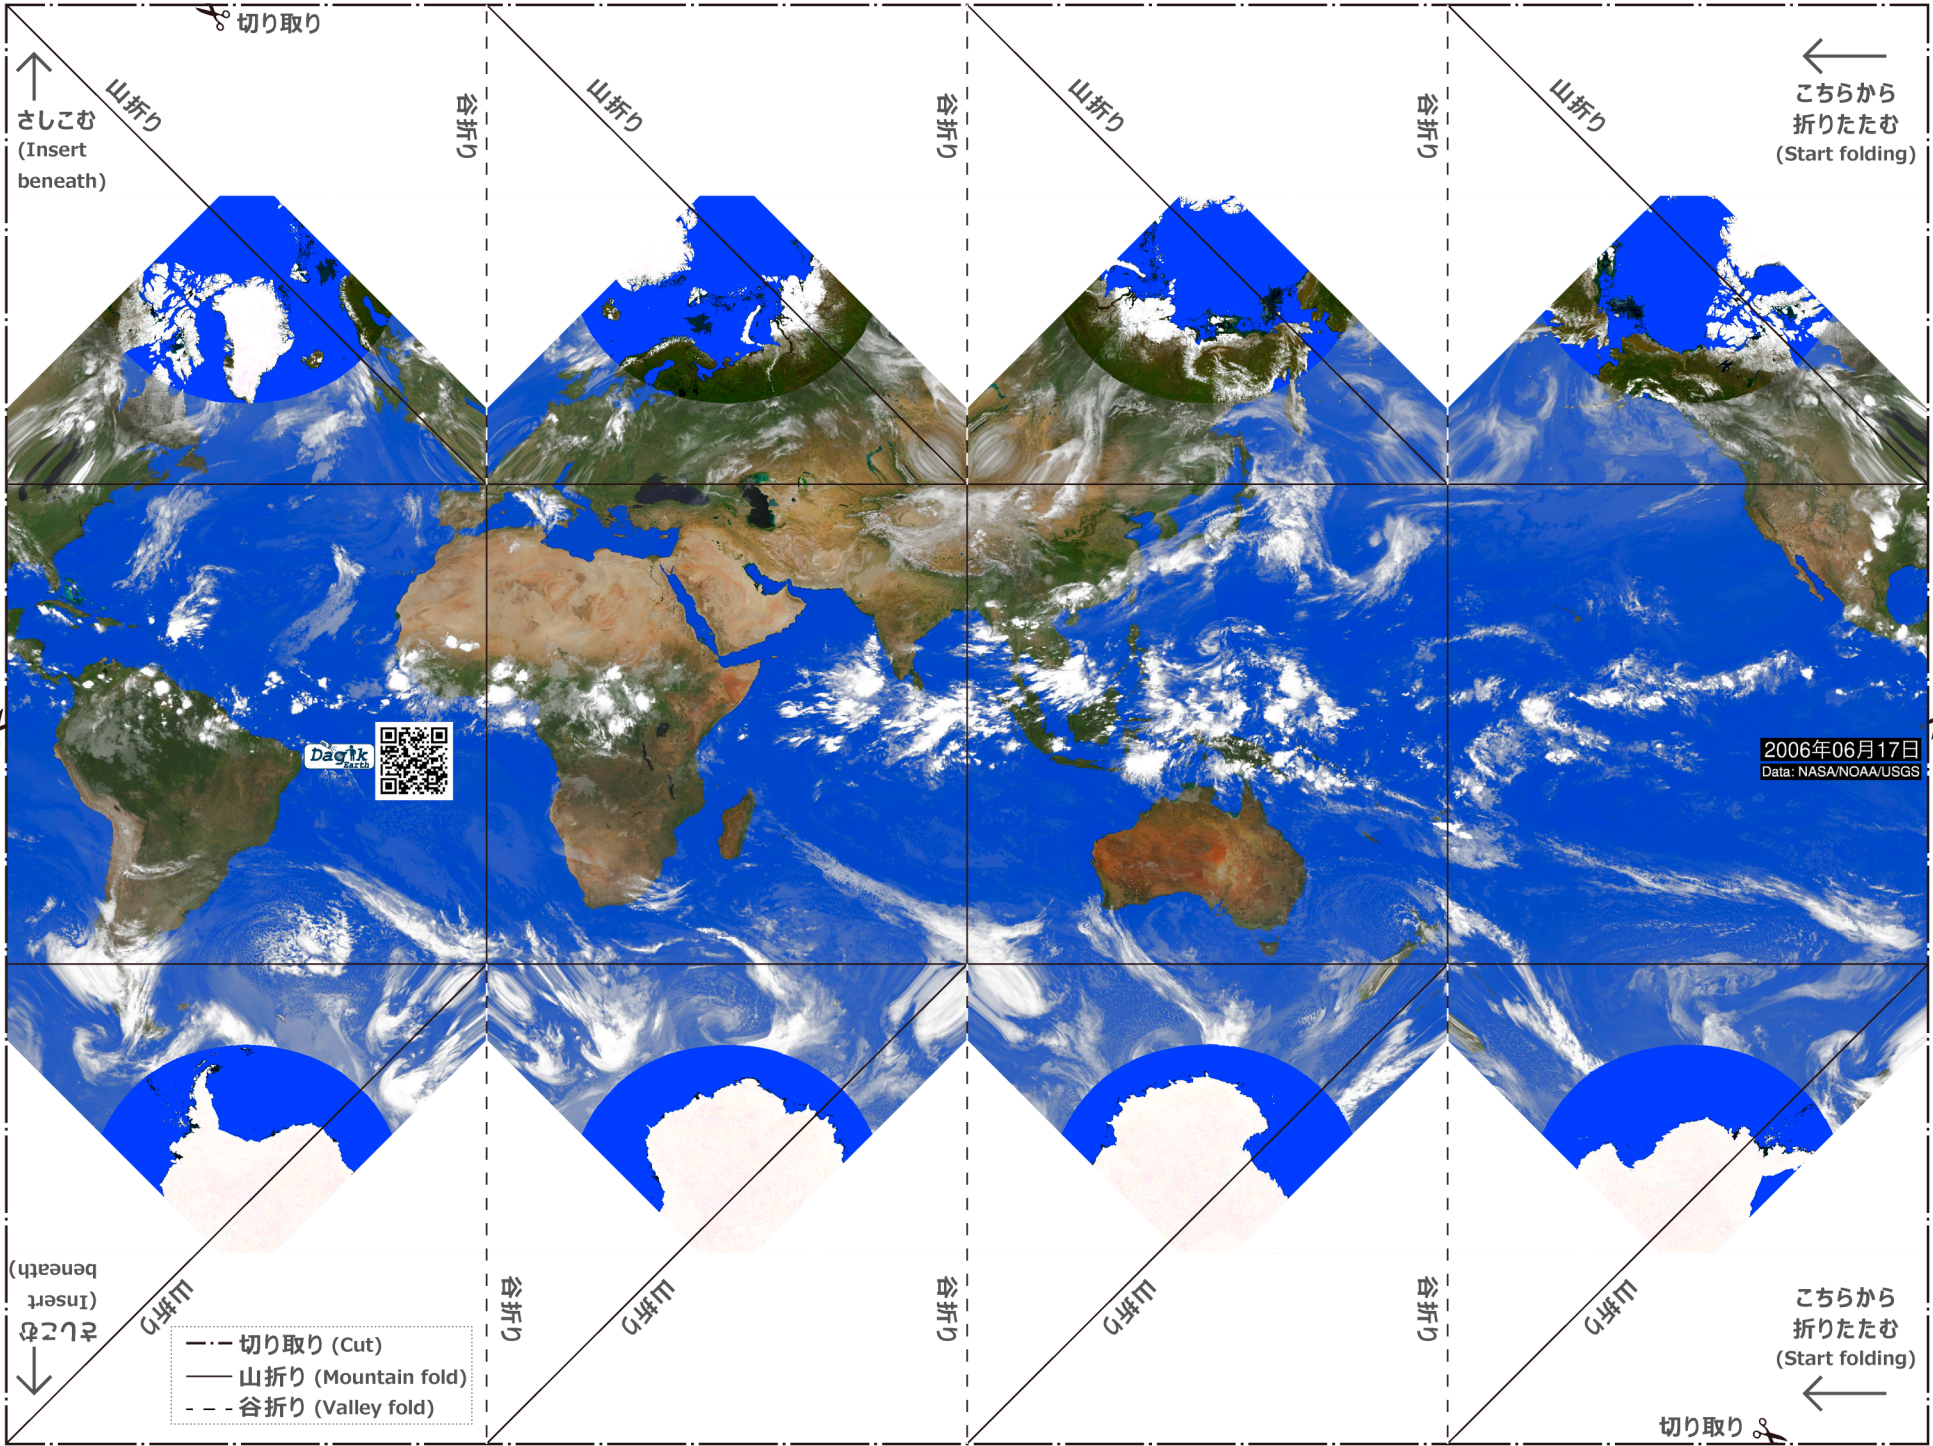 切り取り
山折り
谷折り
山折り
谷折り
山折り
谷折り
山折り
さしこむ
(Insert
beneath)
こちらから
折りたたむ
(Start folding)
Dagik
Earth
2006年06月17日
Data: NASA/NOAA/USGS
さしこむ
(Insert
beneath)
山折り
谷折り
山折り
谷折り
山折り
谷折り
山折り
こちらから
折りたたむ
(Start folding)
切り取り (Cut)
山折り (Mountain fold)
谷折り (Valley fold)
切り取り